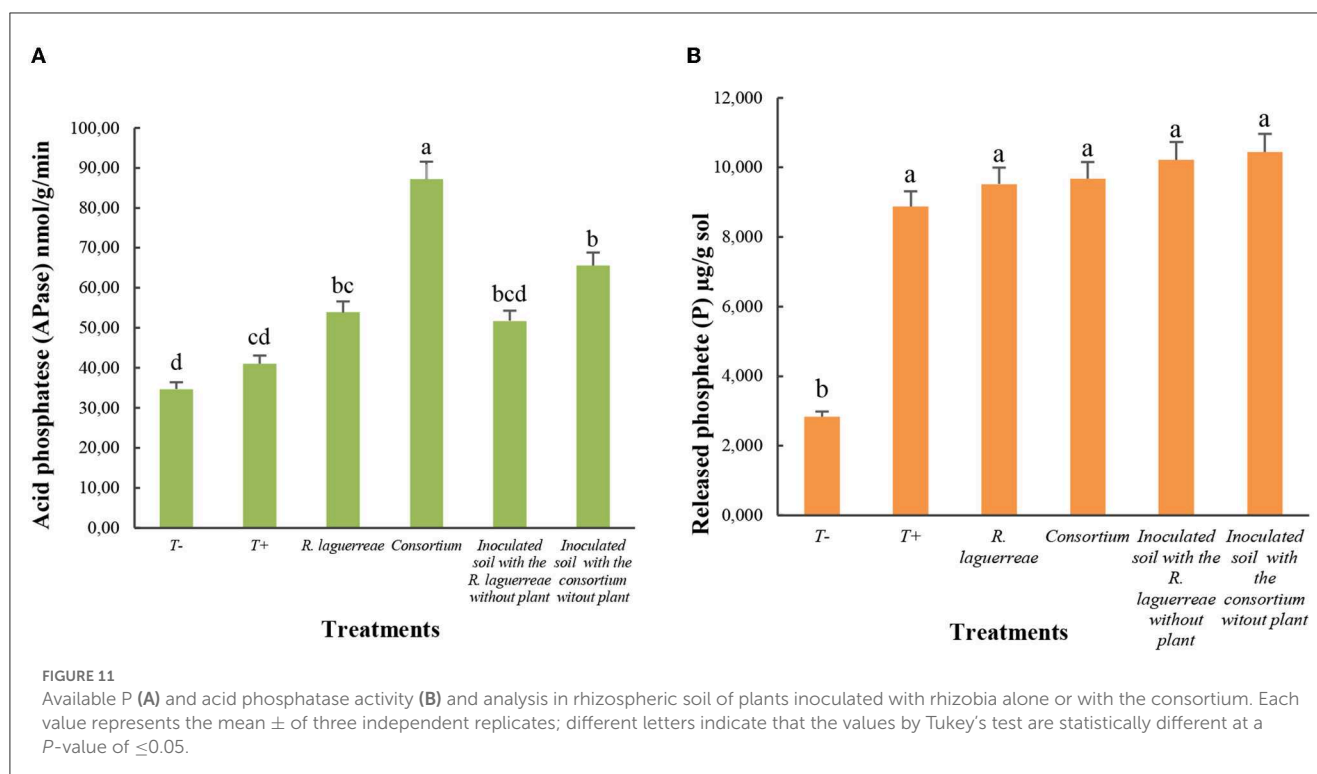 A
Acid phosphatese (APase) nmol/g/min
100,00
90,00
80,00
70,00
60,00
50,00
40,00
30,00
20,00
10,00
0,00
d
cd
bc
a
bcd
b
T-
T+
R. laguerreae
Consortium
Inoculated
soil with the
R. laguerreae
without plant
Inoculated
soil with the
consortium
witout plant
Treatments
B
Released phosphete (P) µg/g sol
12,000
10,000
8,000
6,000
4,000
2,000
0,000
b
a
a
a
a
a
T-
T+
R.
laguerreae
Consortium
Inoculated
soil with the
R.
laguerreae
without
plant
Inoculated
soil with
the
consortium
witout plant
Treatments
FIGURE 11
Available P (A) and acid phosphatase activity (B) and analysis in rhizospheric soil of plants inoculated with rhizobia alone or with the consortium. Each
value represents the mean ± of three independent replicates; different letters indicate that the values by Tukey's test are statistically different at a
P-value of ≤0.05.